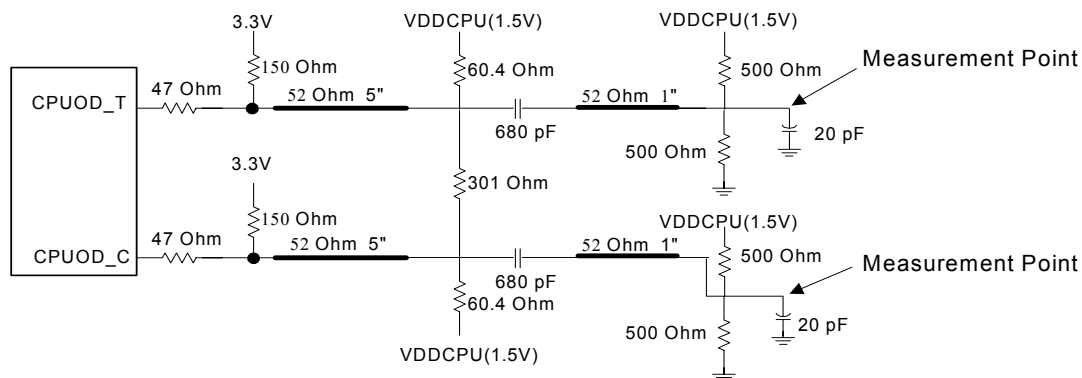 VDDCPU(1.5V)
VDDCPU(1.5V)
3.3V
Measurement Point
150 Ohm
60.4 Ohm
500 Ohm
47 Ohm
CPUOD_T
52 Ohm 5"
52 Ohm 1"
680 pF
20 pF
500 Ohm
3.3V
301 Ohm
150 Ohm
VDDCPU(1.5V)
47 Ohm
CPUOD_C
52 Ohm 5"
52 Ohm 1"
500 Ohm
Measurement Point
680 pF
60.4 Ohm
20 pF
500 Ohm
VDDCPU(1.5V)